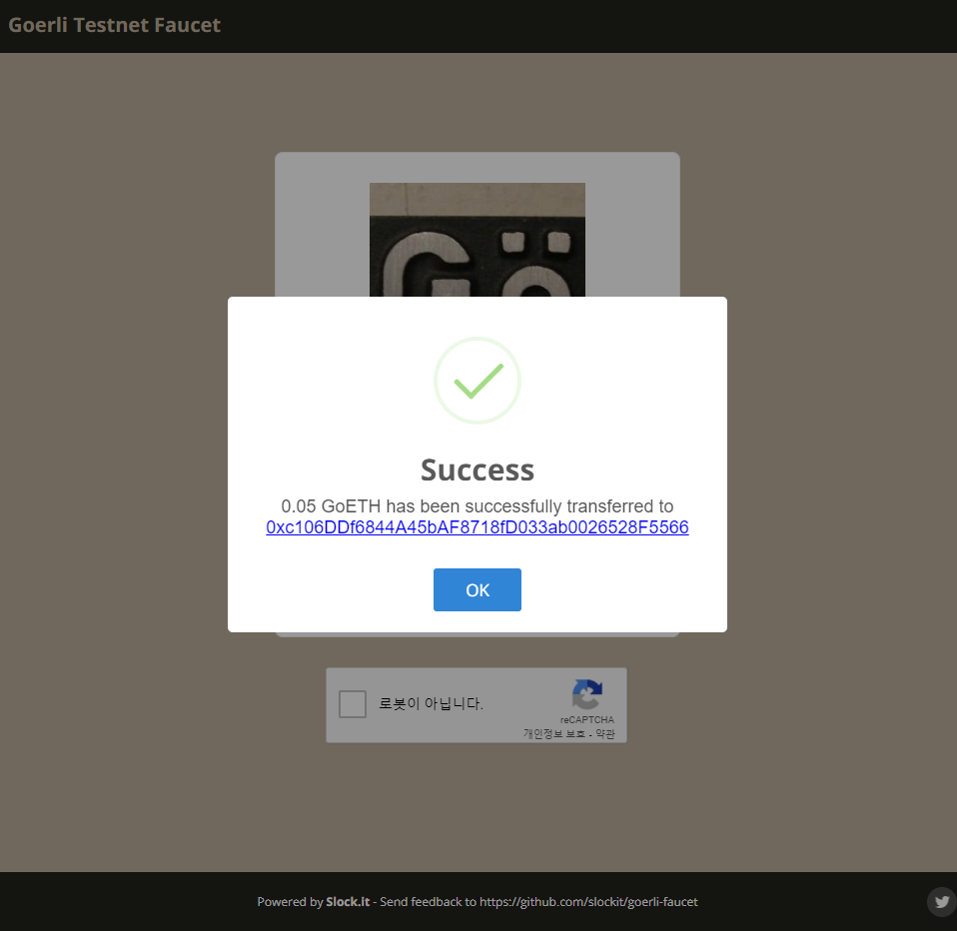 Goerli Testnet Faucet
Gö
Success
0.05 GoETH has been successfully transferred to
0xc106DDf6844A45bAF8718fD033ab0026528F5566
OK
로봇이 아닙니다.
reCAPTCHA
개인정보 보호 - 약관
Powered by Slock.it - Send feedback to https://github.com/slockit/goerli-faucet